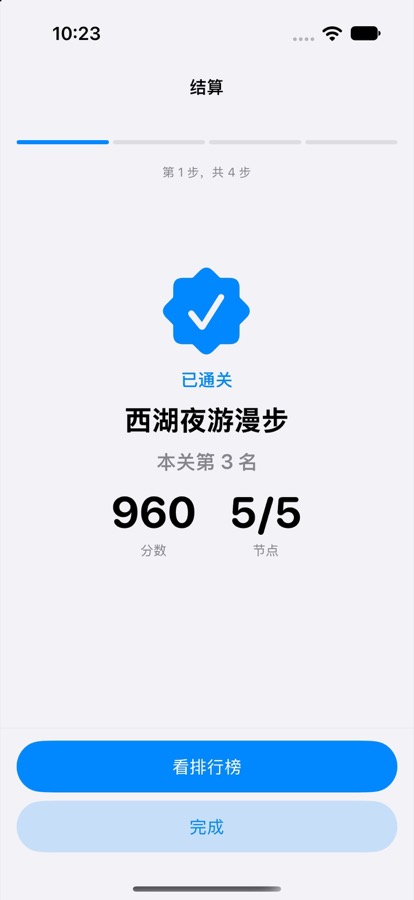 10:23
结算
第 1 步，共 4 步
已通关
西湖夜游漫步
本关第 3 名
960 5/5
分数 节点
看排行榜
完成